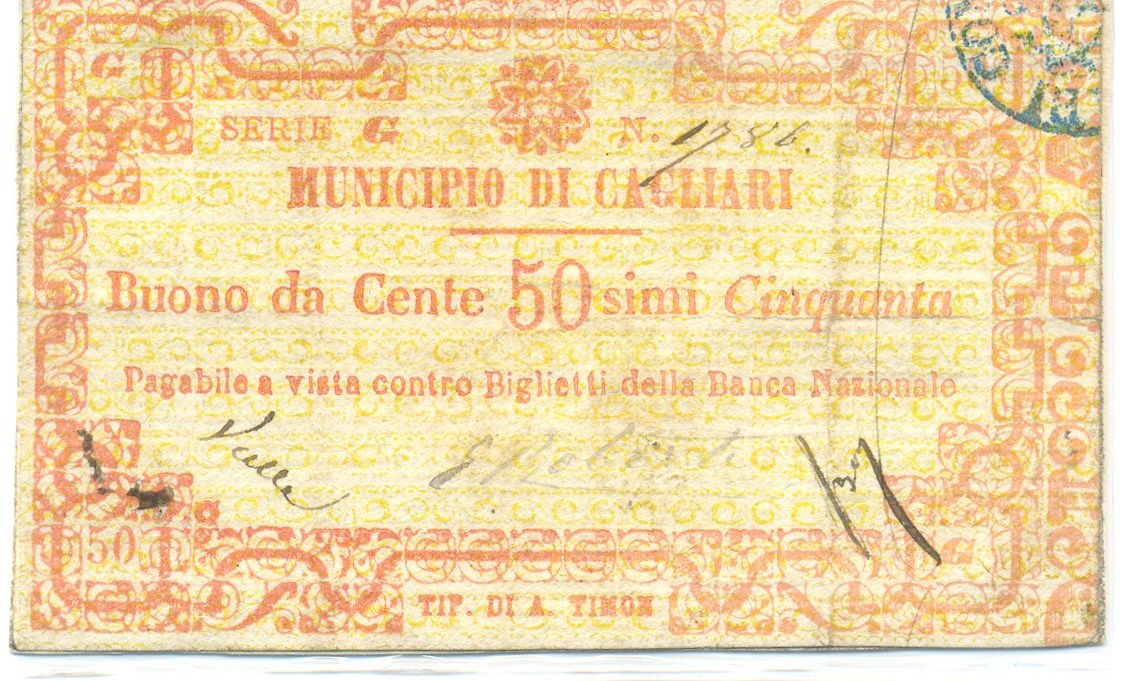 G
SERIE G N. 1786.
MUNICIPIO DI CAGLIARI
Buono da Cente 50 simi Cinquanta
Pagabile a vista contro Biglietti della Banca Nazionale
Valle
50
G
TIP. DI A. TIMON